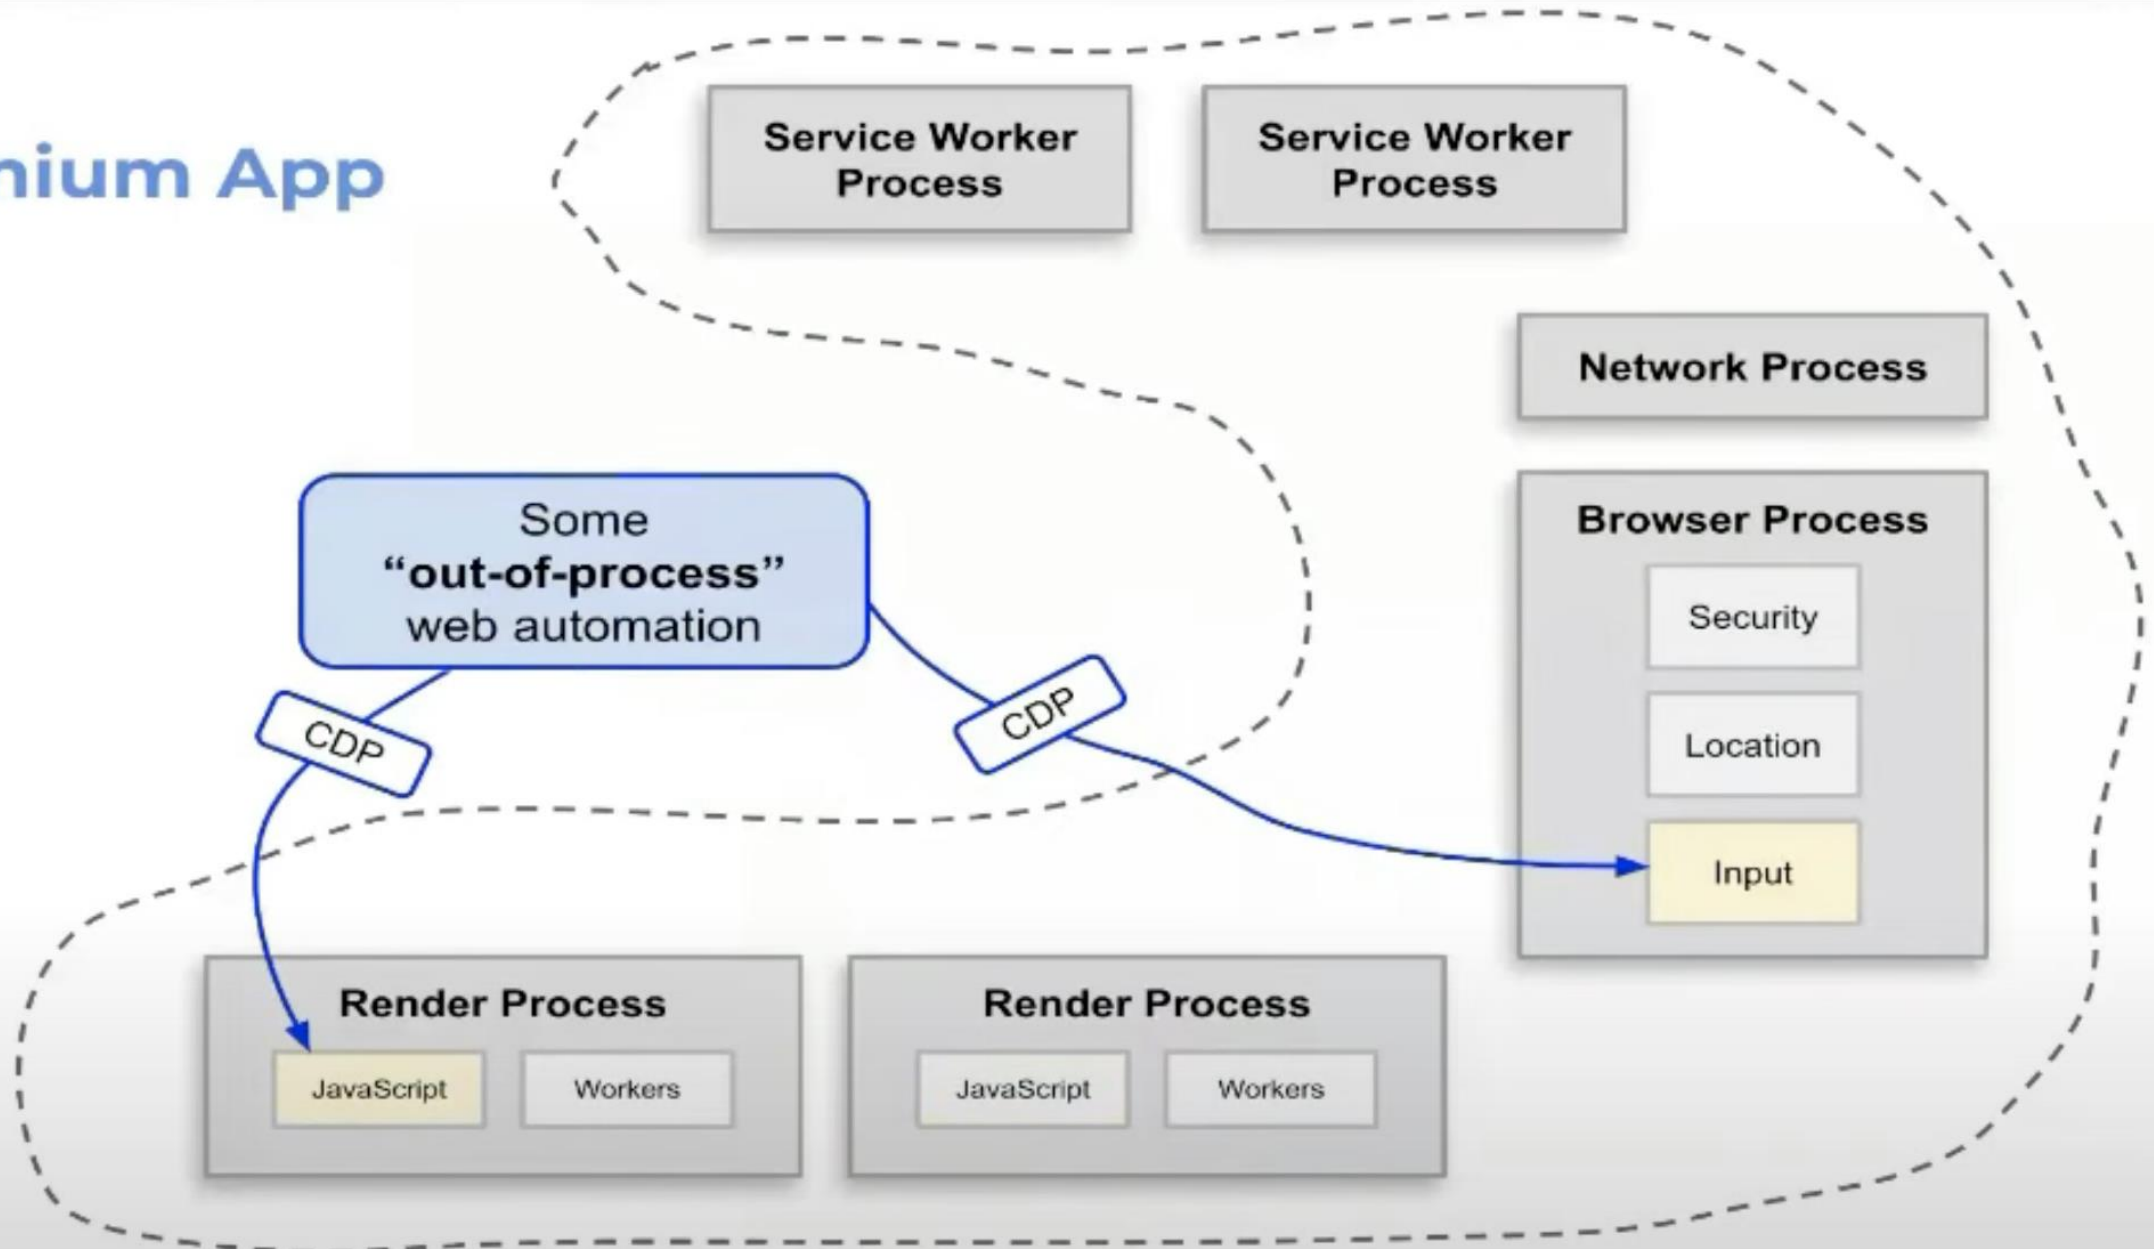 nium App
Service Worker
Process
Service Worker
Process
Network Process
Some
“out-of-process”
web automation
CDP
CDP
Browser Process
Security
Location
Input
Render Process
JavaScript
Workers
Render Process
JavaScript
Workers